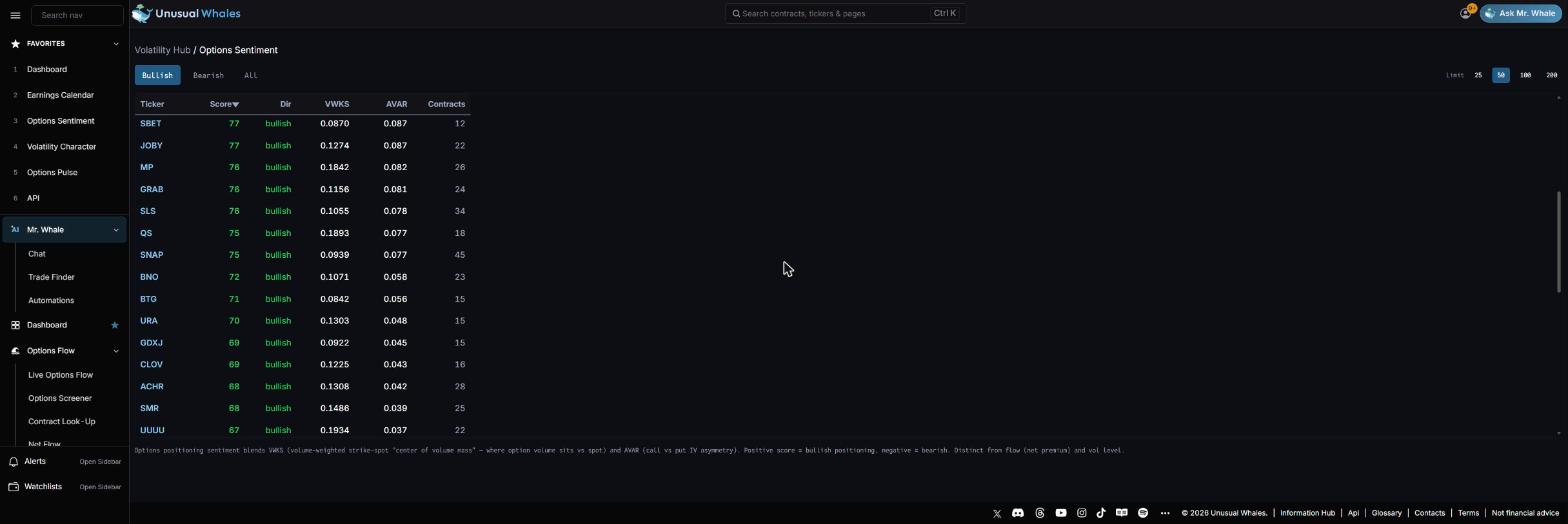 Search nav
Unusual Whales
Search contracts, tickers & pages Ctrl K
9+
Ask Mr. Whale
FAVORITES
1 Dashboard
2 Earnings Calendar
3 Options Sentiment
4 Volatility Character
5 Options Pulse
6 API
AI Mr. Whale
Chat
Trade Finder
Automations
Dashboard
Options Flow
Live Options Flow
Options Screener
Contract Look-Up
Net Flow
Alerts Open Sidebar
Watchlists Open Sidebar
Volatility Hub / Options Sentiment
Bullish Bearish ALL
Limit 25 50 100 200
Ticker Score▼ Dir VWKS AVAR Contracts
SBET 77 bullish 0.0870 0.087 12
JOBY 77 bullish 0.1274 0.087 22
MP 76 bullish 0.1842 0.082 26
GRAB 76 bullish 0.1156 0.081 24
SLS 76 bullish 0.1055 0.078 34
QS 75 bullish 0.1893 0.077 18
SNAP 75 bullish 0.0939 0.077 45
BNO 72 bullish 0.1071 0.058 23
BTG 71 bullish 0.0842 0.056 15
URA 70 bullish 0.1303 0.048 15
GDXJ 69 bullish 0.0922 0.045 15
CLOV 69 bullish 0.1225 0.043 16
ACHR 68 bullish 0.1308 0.042 28
SMR 68 bullish 0.1486 0.039 25
UUUU 67 bullish 0.1934 0.037 22
Options positioning sentiment blends VWKS (volume-weighted strike-spot "center of volume mass" — where option volume sits vs spot) and AVAR (call vs put IV asymmetry). Positive score = bullish positioning, negative = bearish. Distinct from flow (net premium) and vol level.
© 2026 Unusual Whales. | Information Hub | Api | Glossary | Contacts | Terms | Not financial advice